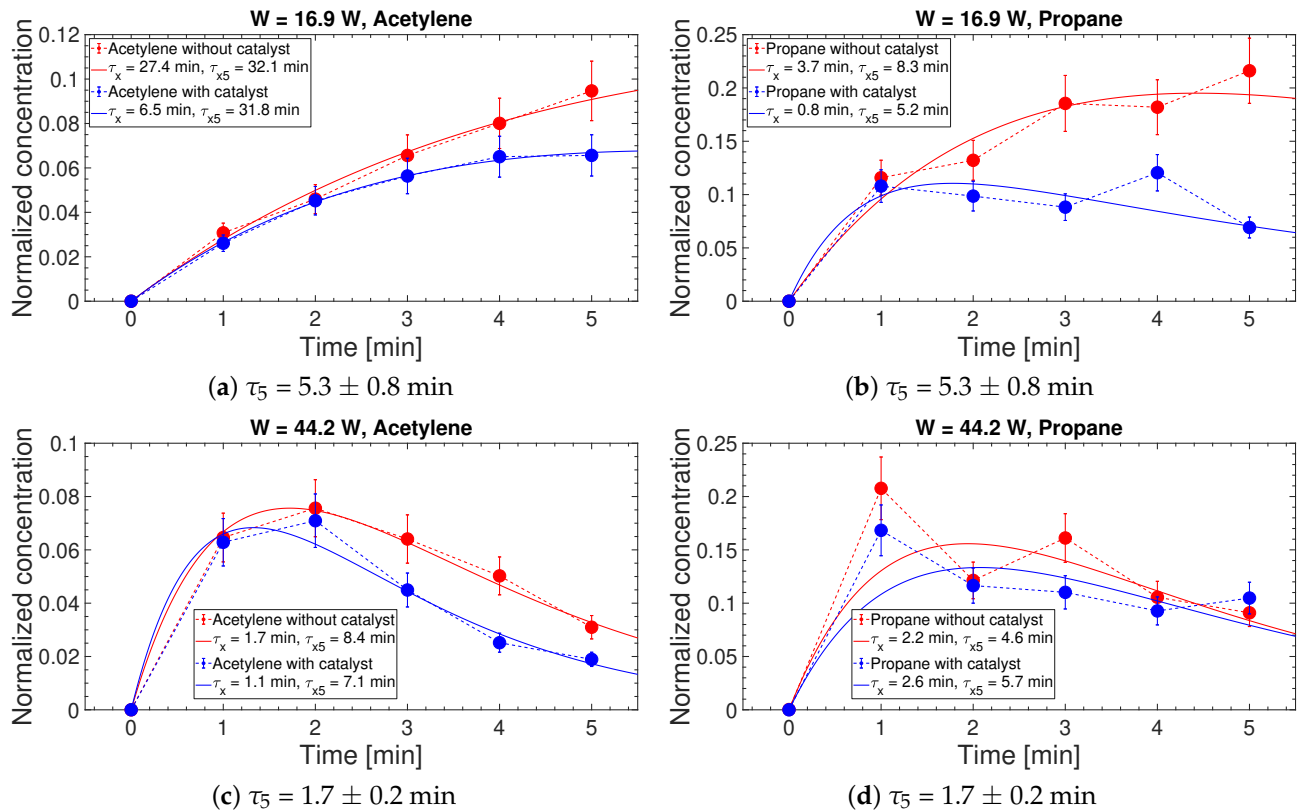 W = 16.9 W, Acetylene
Normalized concentration
0.12
0.1
0.08
0.06
0.04
0.02
0
Acetylene without catalyst
τx = 27.4 min, τx5 = 32.1 min
Acetylene with catalyst
τx = 6.5 min, τx5 = 31.8 min
0 1 2 3 4 5
Time [min]
(a) τ5 = 5.3 ± 0.8 min
W = 16.9 W, Propane
Normalized concentration
0.25
0.2
0.15
0.1
0.05
0
Propane without catalyst
τx = 3.7 min, τx5 = 8.3 min
Propane with catalyst
τx = 0.8 min, τx5 = 5.2 min
0 1 2 3 4 5
Time [min]
(b) τ5 = 5.3 ± 0.8 min
W = 44.2 W, Acetylene
Normalized concentration
0.1
0.08
0.06
0.04
0.02
0
Acetylene without catalyst
τx = 1.7 min, τx5 = 8.4 min
Acetylene with catalyst
τx = 1.1 min, τx5 = 7.1 min
0 1 2 3 4 5
Time [min]
(c) τ5 = 1.7 ± 0.2 min
W = 44.2 W, Propane
Normalized concentration
0.25
0.2
0.15
0.1
0.05
0
Propane without catalyst
τx = 2.2 min, τx5 = 4.6 min
Propane with catalyst
τx = 2.6 min, τx5 = 5.7 min
0 1 2 3 4 5
Time [min]
(d) τ5 = 1.7 ± 0.2 min